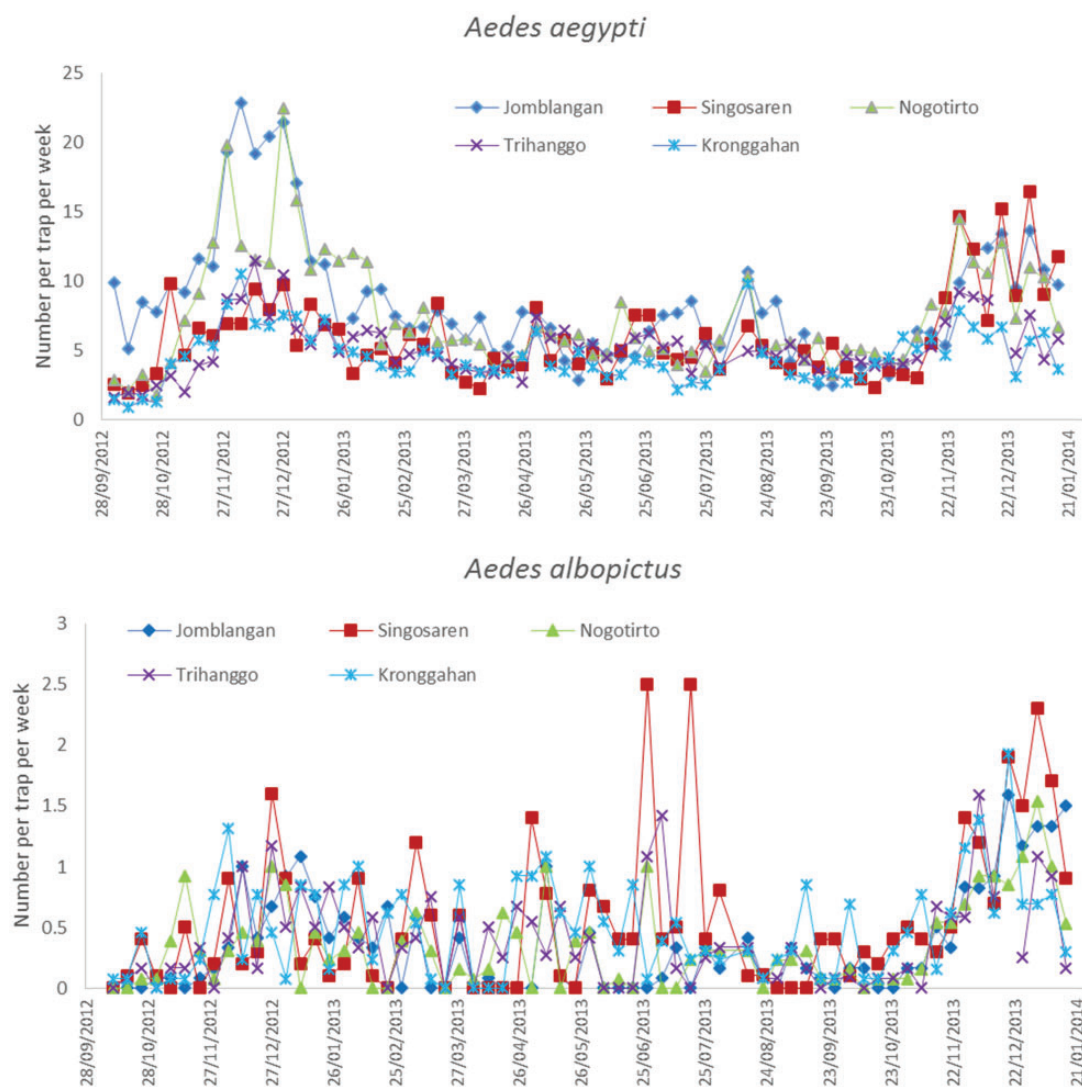 Aedes aegypti
Number per trap per week
25
20
15
10
5
0
Jomblangan Singosaren Nogotirto
Trihanggo Kronggahan
28/09/2012 28/10/2012 27/11/2012 27/12/2012 26/01/2013 25/02/2013 27/03/2013 26/04/2013 26/05/2013 25/06/2013 25/07/2013 24/08/2013 23/09/2013 23/10/2013 22/11/2013 22/12/2013 21/01/2014
Aedes albopictus
Number per trap per week
3
2.5
2
1.5
1
0.5
0
Jomblangan Singosaren Nogotirto
Trihanggo Kronggahan
28/09/2012 28/10/2012 27/11/2012 27/12/2012 26/01/2013 25/02/2013 27/03/2013 26/04/2013 26/05/2013 25/06/2013 25/07/2013 24/08/2013 23/09/2013 23/10/2013 22/11/2013 22/12/2013 21/01/2014